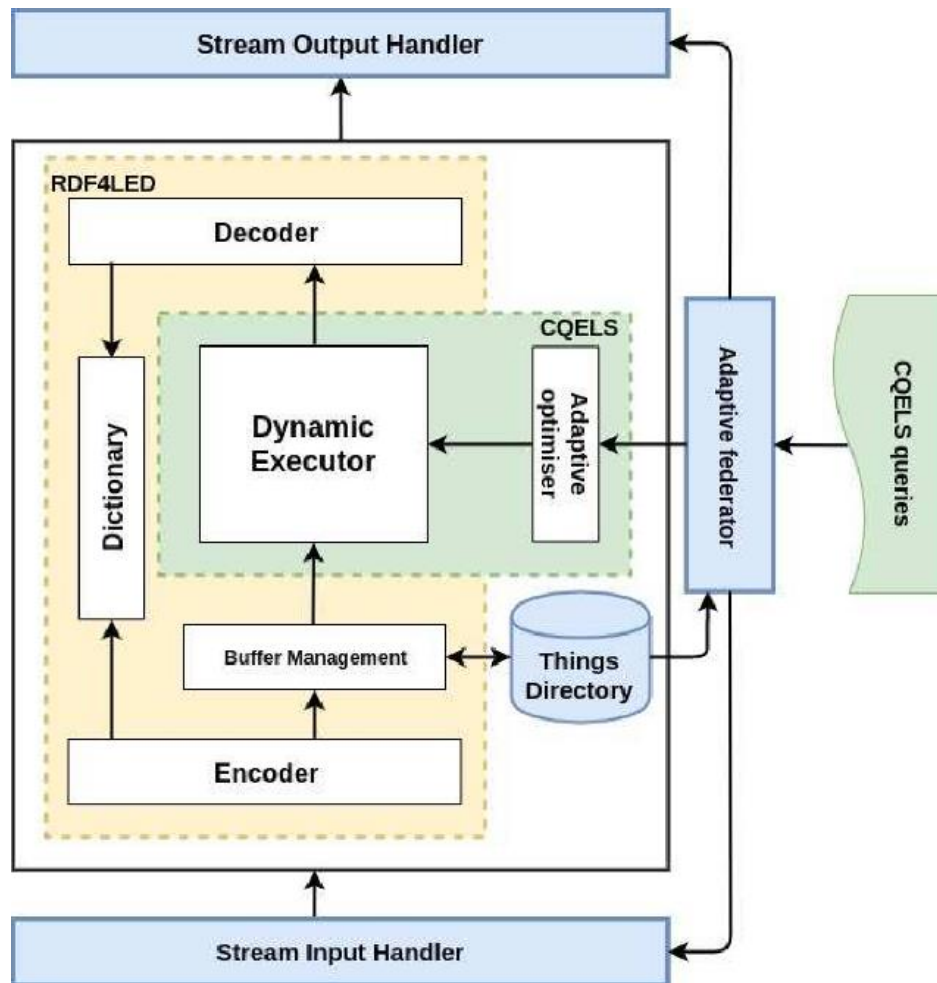 Stream Output Handler
RDF4LED
Decoder
CQELS
Dynamic
Executor
Adaptive
optimiser
Adaptive federator
CQELS queries
Dictionary
Buffer Management
Things
Directory
Encoder
Stream Input Handler